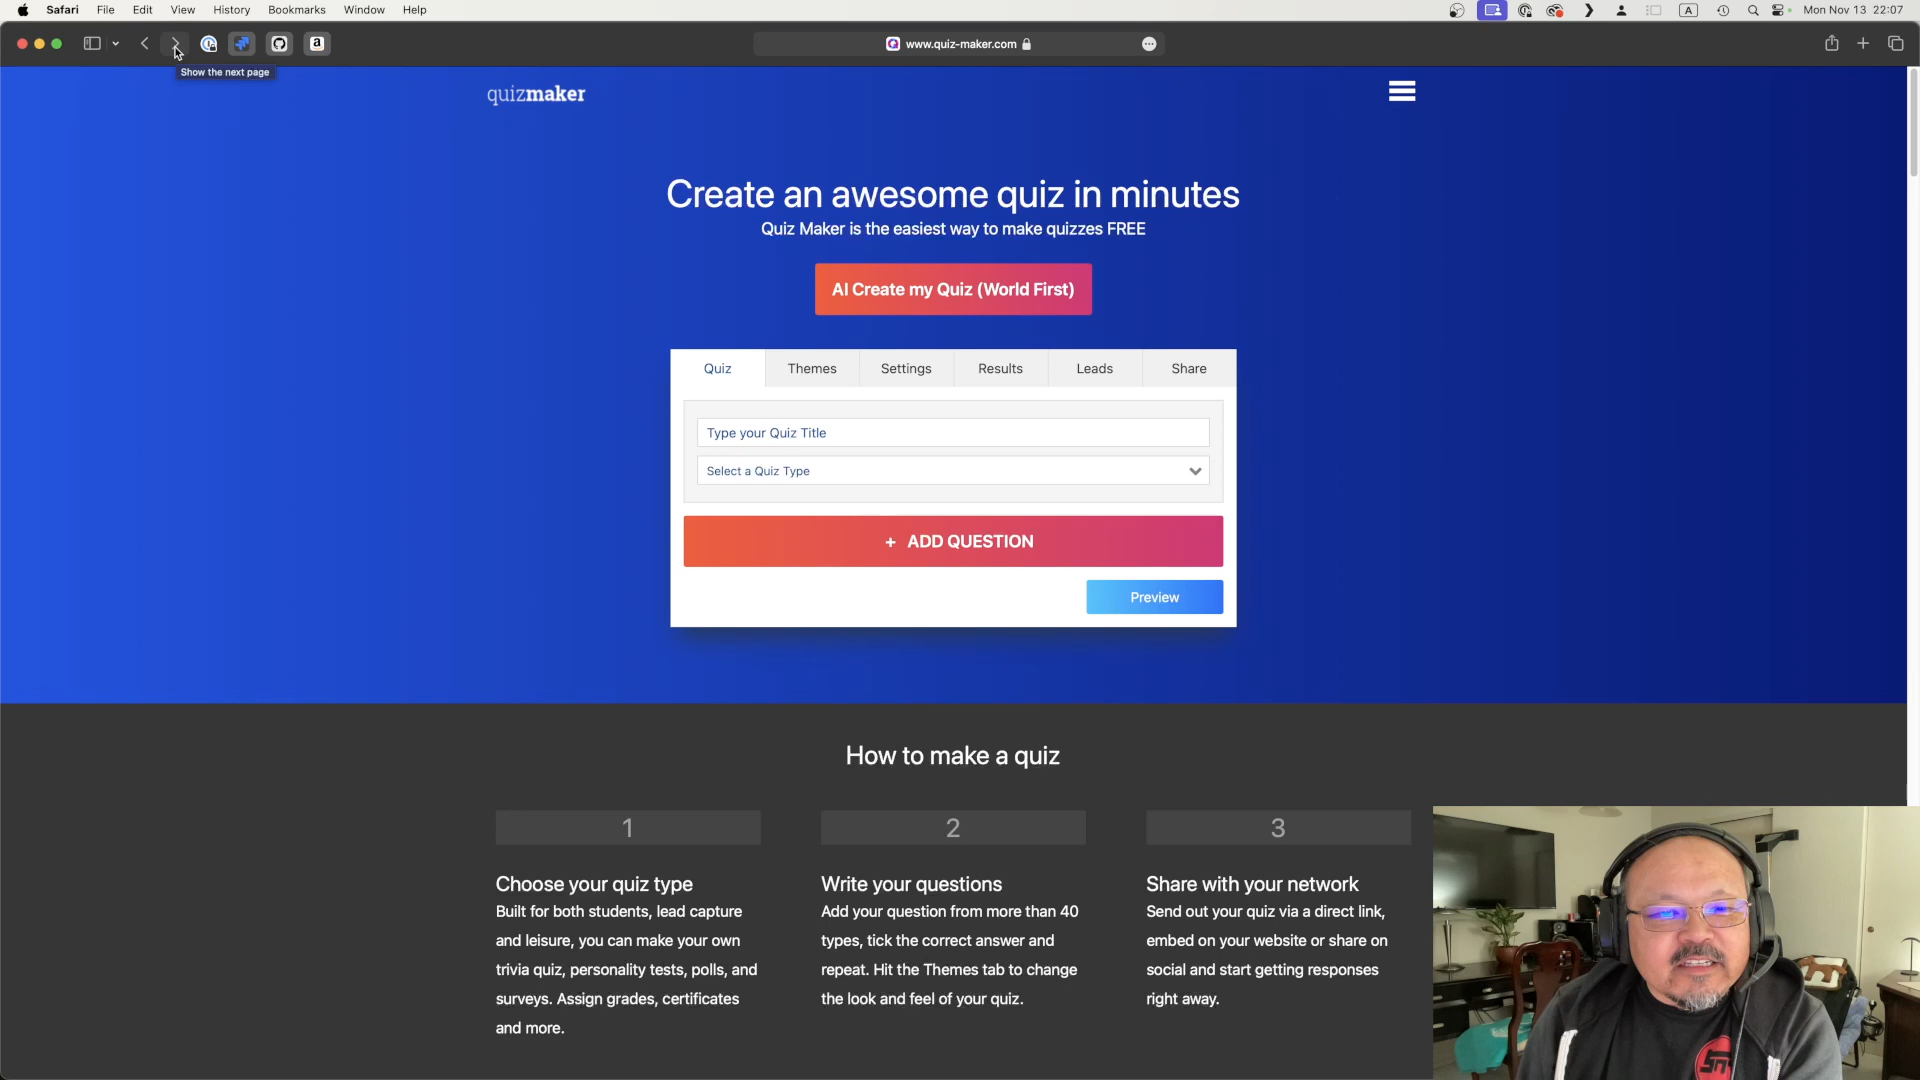 Safari File Edit View History Bookmarks Window Help
A
Mon Nov 13 22:07
a
www.quiz-maker.com
Show the next page
quizmaker
Create an awesome quiz in minutes
Quiz Maker is the easiest way to make quizzes FREE
AI Create my Quiz (World First)
Quiz Themes Settings Results Leads Share
Type your Quiz Title
Select a Quiz Type
+ ADD QUESTION
Preview
How to make a quiz
1
Choose your quiz type
Built for both students, lead capture
and leisure, you can make your own
trivia quiz, personality tests, polls, and
surveys. Assign grades, certificates
and more.
2
Write your questions
Add your question from more than 40
types, tick the correct answer and
repeat. Hit the Themes tab to change
the look and feel of your quiz.
3
Share with your network
Send out your quiz via a direct link,
embed on your website or share on
social and start getting responses
right away.